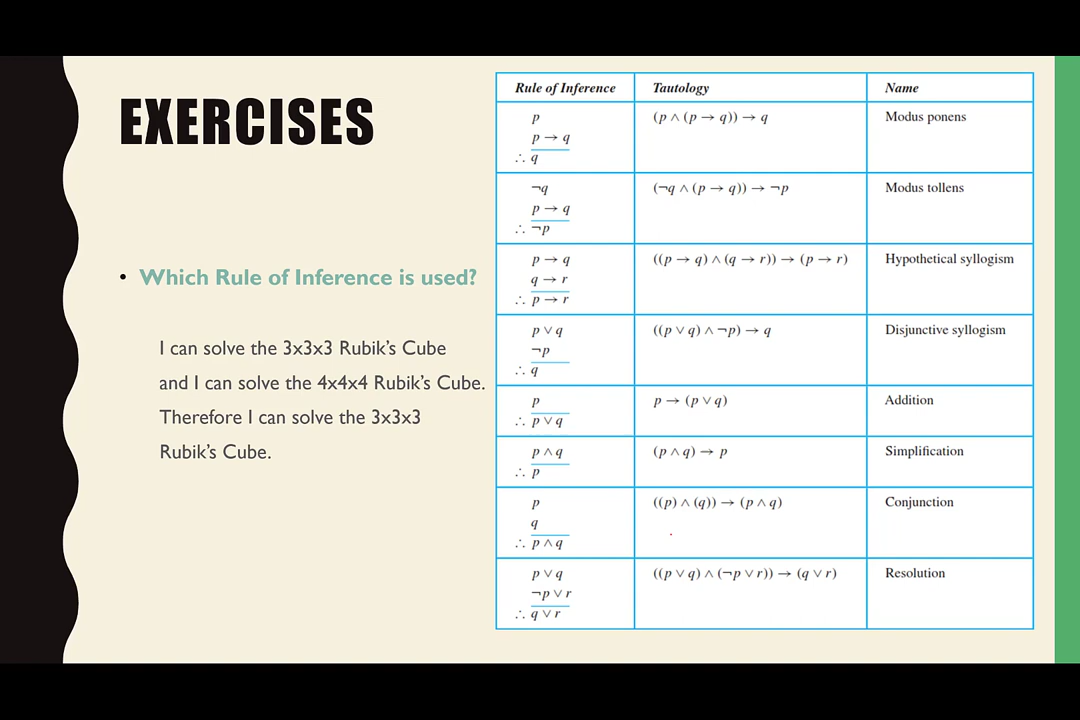 EXERCISES
• Which Rule of Inference is used?
I can solve the 3x3x3 Rubik's Cube
and I can solve the 4x4x4 Rubik's Cube.
Therefore I can solve the 3x3x3
Rubik's Cube.
Rule of Inference Tautology Name
p (p ∧ (p → q)) → q Modus ponens
p → q
∴ q
¬q (¬q ∧ (p → q)) → ¬p Modus tollens
p → q
∴ ¬p
p → q ((p → q) ∧ (q → r)) → (p → r) Hypothetical syllogism
q → r
∴ p → r
p ∨ q ((p ∨ q) ∧ ¬p) → q Disjunctive syllogism
¬p
∴ q
p p → (p ∨ q) Addition
∴ p ∨ q
p ∧ q (p ∧ q) → p Simplification
∴ p
p ((p) ∧ (q)) → (p ∧ q) Conjunction
q
∴ p ∧ q
p ∨ q ((p ∨ q) ∧ (¬p ∨ r)) → (q ∨ r) Resolution
¬p ∨ r
∴ q ∨ r